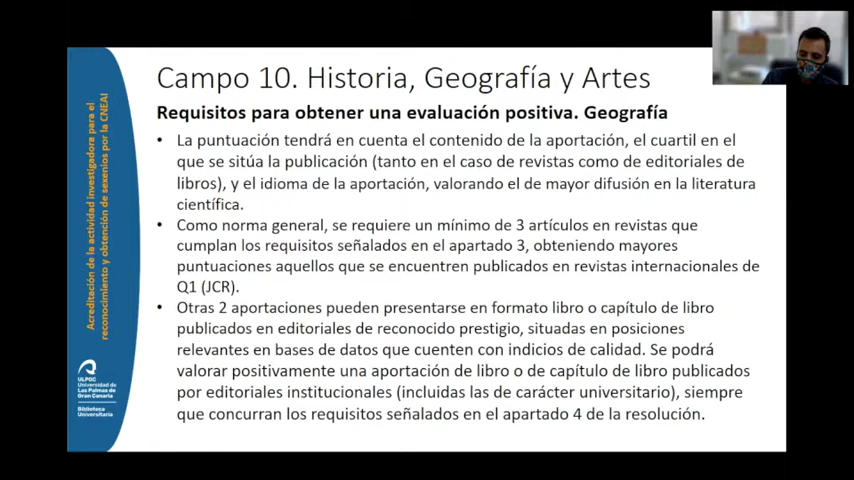 Campo 10. Historia, Geografía y Artes
Requisitos para obtener una evaluación positiva. Geografía
• La puntuación tendrá en cuenta el contenido de la aportación, el cuartil en el
que se sitúa la publicación (tanto en el caso de revistas como de editoriales de
libros), y el idioma de la aportación, valorando el de mayor difusión en la literatura
científica.
• Como norma general, se requiere un mínimo de 3 artículos en revistas que
cumplan los requisitos señalados en el apartado 3, obteniendo mayores
puntuaciones aquellos que se encuentren publicados en revistas internacionales de
Q1 (JCR).
• Otras 2 aportaciones pueden presentarse en formato libro o capítulo de libro
publicados en editoriales de reconocido prestigio, situadas en posiciones
relevantes en bases de datos que cuenten con indicios de calidad. Se podrá
valorar positivamente una aportación de libro o de capítulo de libro publicados
por editoriales institucionales (incluidas las de carácter universitario), siempre
que concurran los requisitos señalados en el apartado 4 de la resolución.
Acreditación de la actividad investigadora para el
reconocimiento y obtención de sexenios por la CNEAI
ULPGC
Universidad de
Las Palmas de
Gran Canaria
Biblioteca
Universitaria